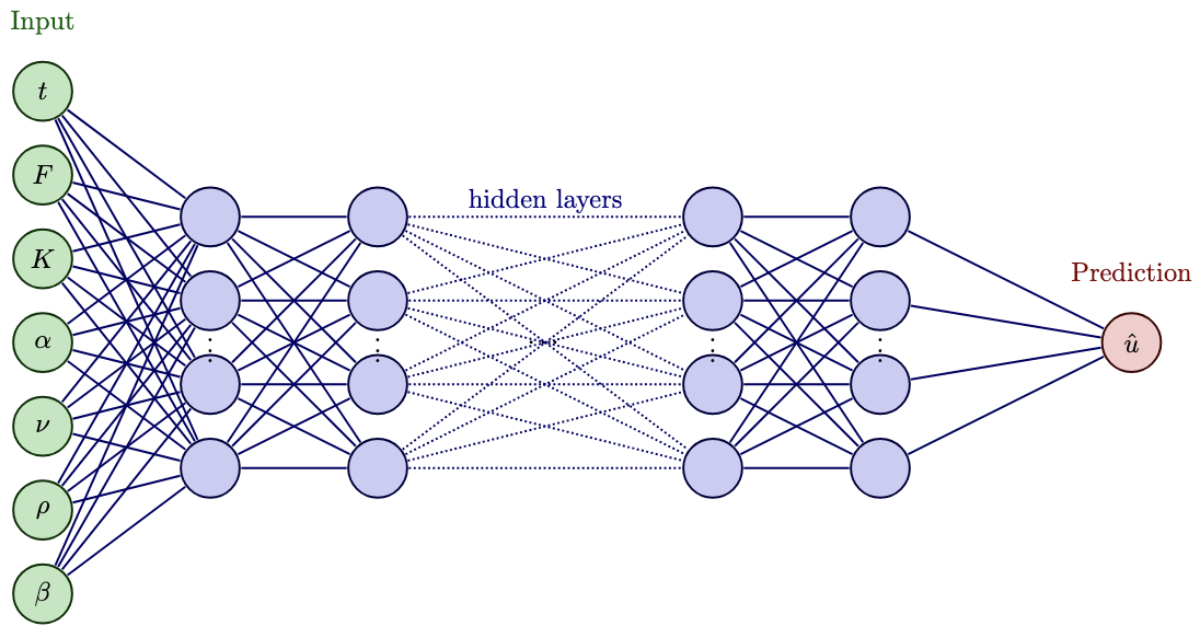 Input
t
F
K
α
ν
ρ
β
hidden layers
⋮
⋮
⋮
⋮
Prediction
û